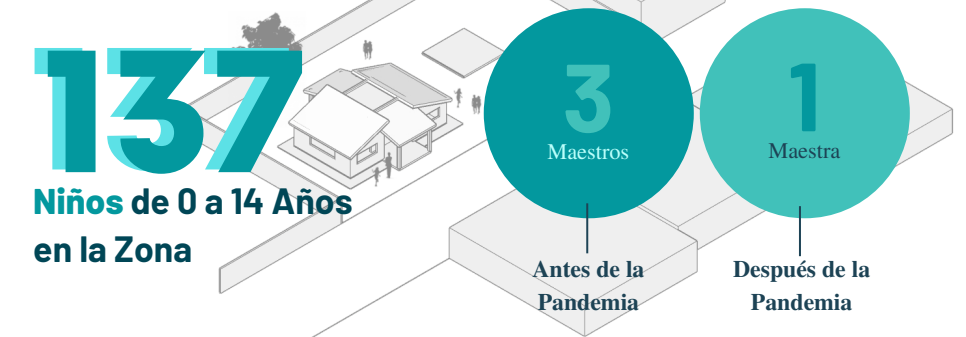 137
Niños de 0 a 14 Años
en la Zona
3
Maestros
Antes de la
Pandemia
1
Maestra
Después de la
Pandemia